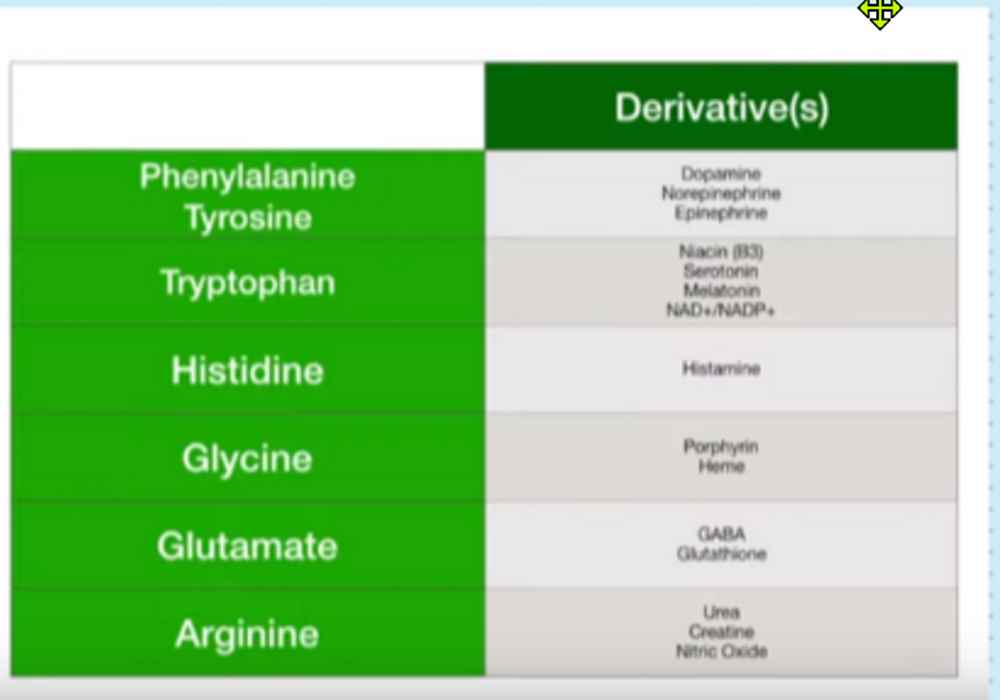 Derivative(s)
Phenylalanine
Tyrosine
Dopamine
Norepinephrine
Epinephrine
Tryptophan
Niacin (B3)
Serotonin
Melatonin
NAD+/NADP+
Histidine
Histamine
Glycine
Porphyrin
Heme
Glutamate
GABA
Glutathione
Arginine
Urea
Creatine
Nitric Oxide